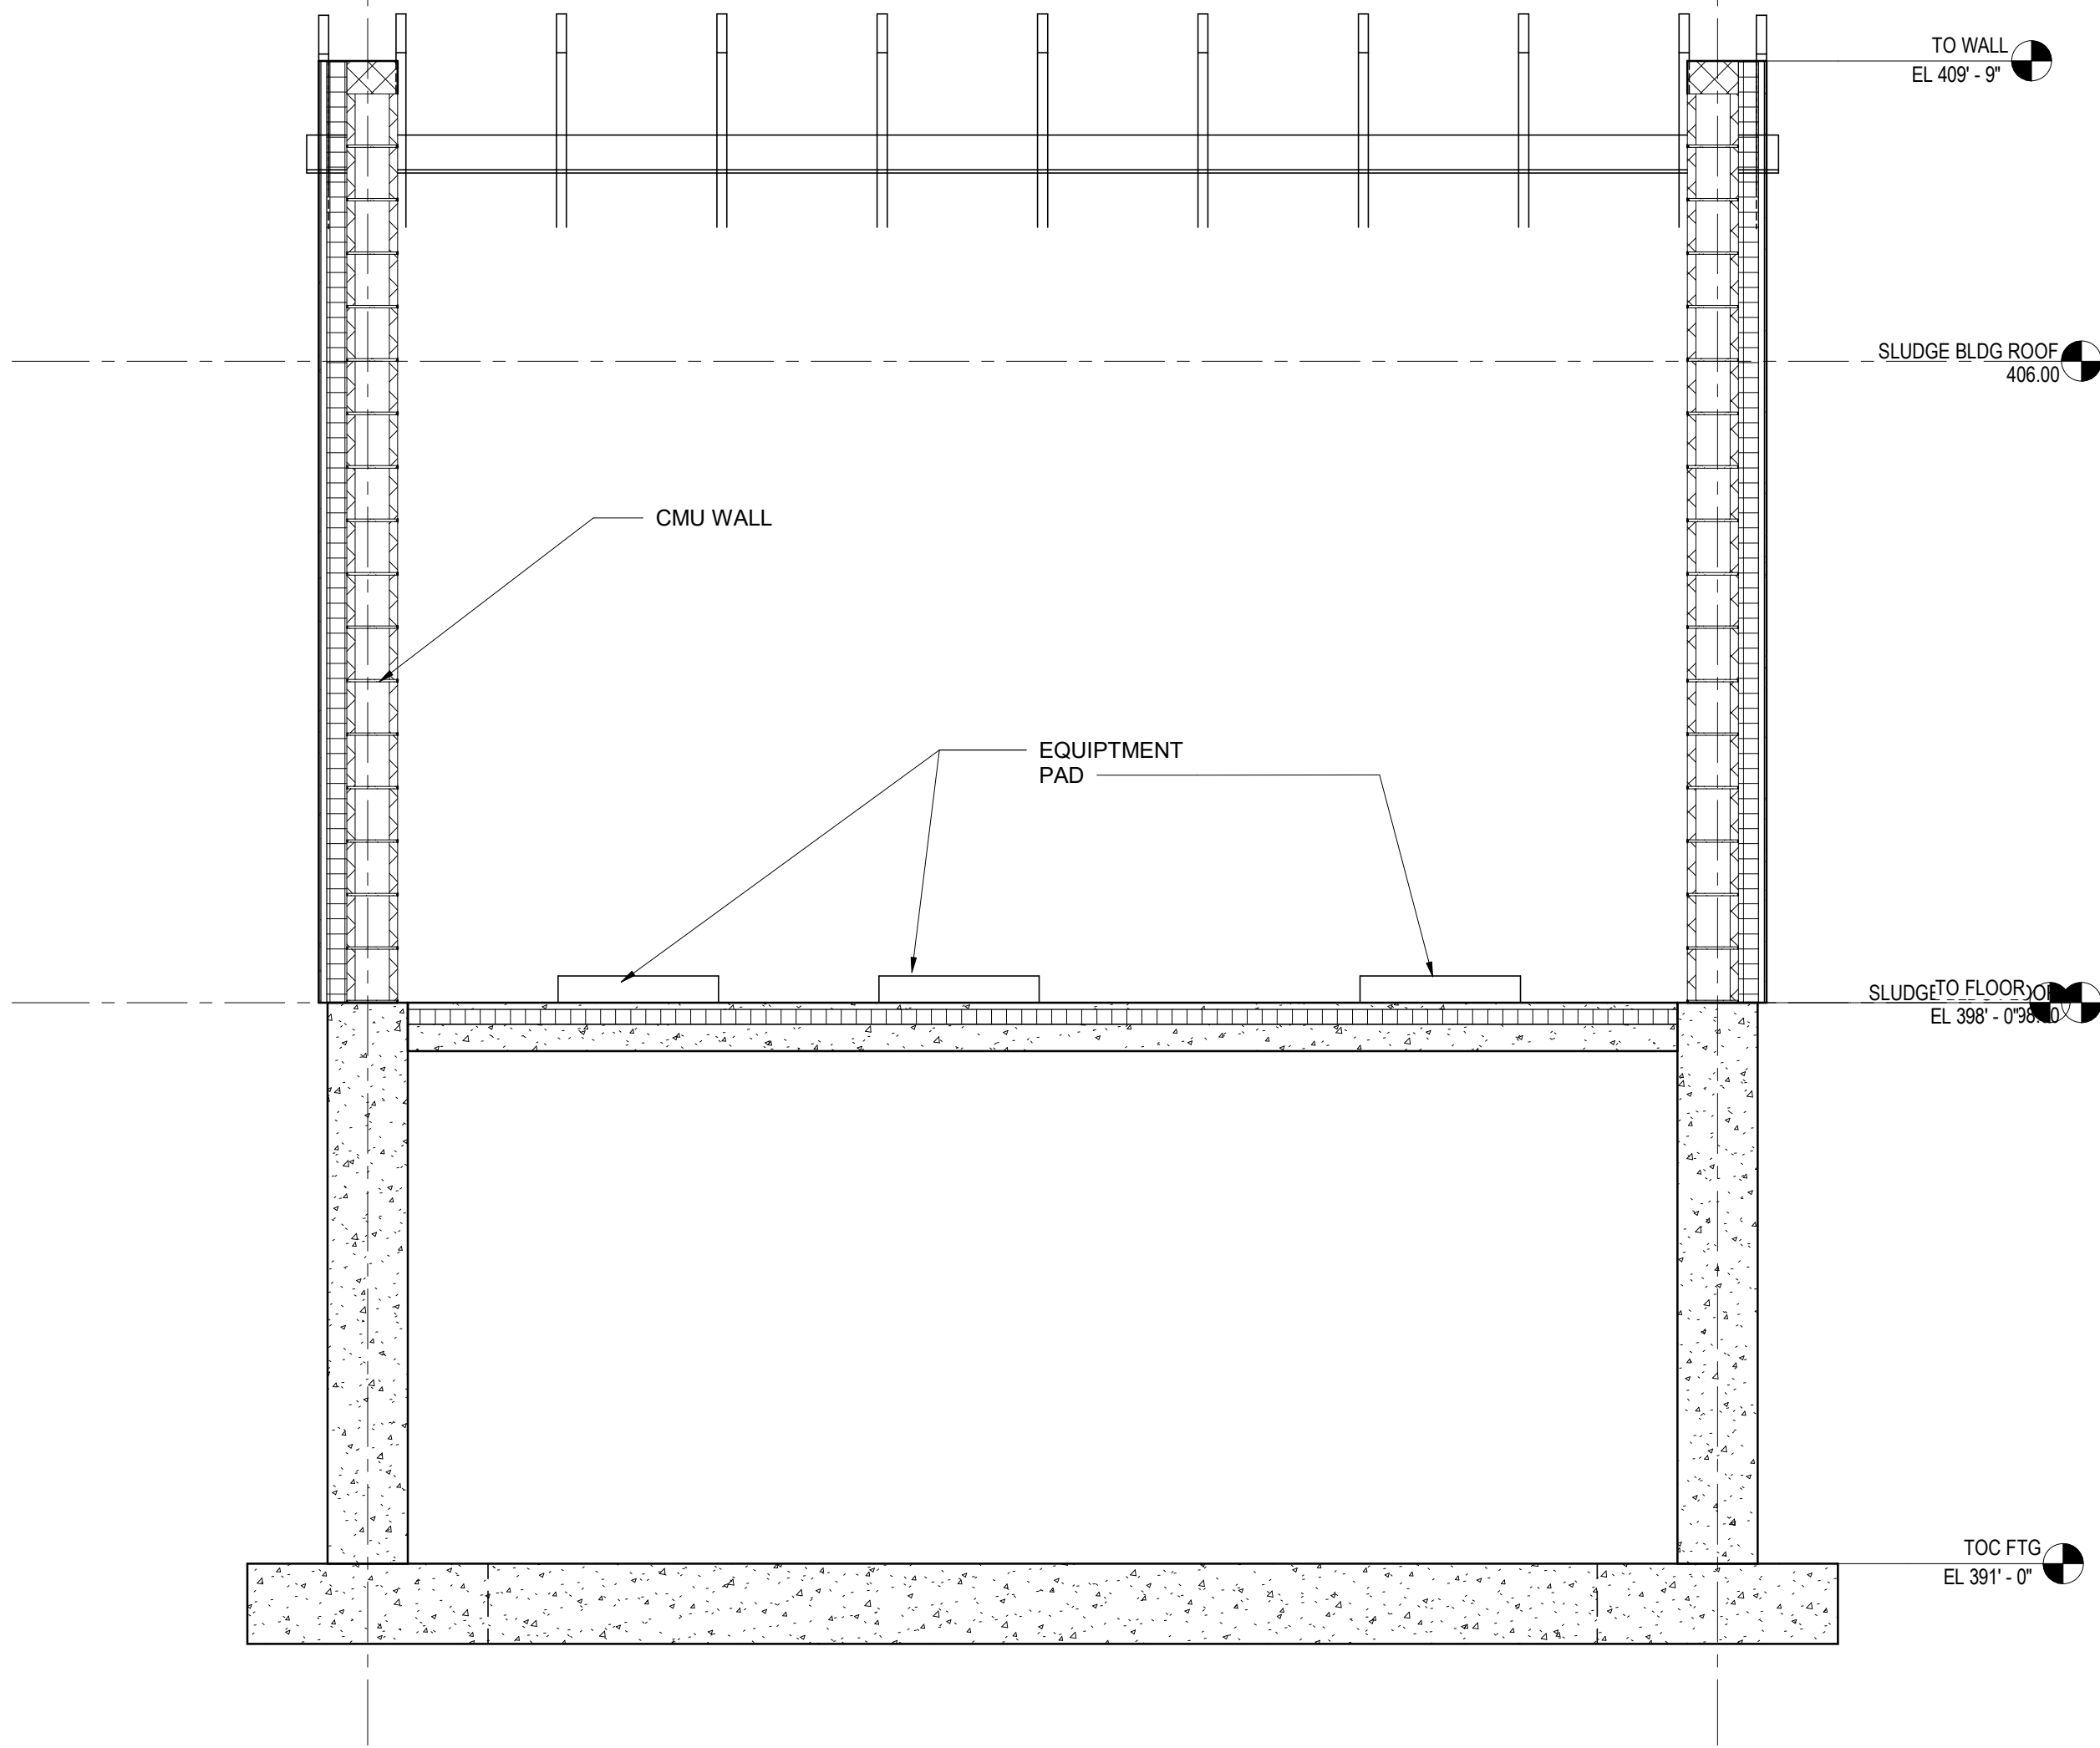 TO WALL
EL 409' - 9"
SLUDGE BLDG ROOF
406.00
CMU WALL
EQUIPTMENT
PAD
SLUDGE
TO FLOOR
EL 398' - 0"
TOC FTG
EL 391' - 0"